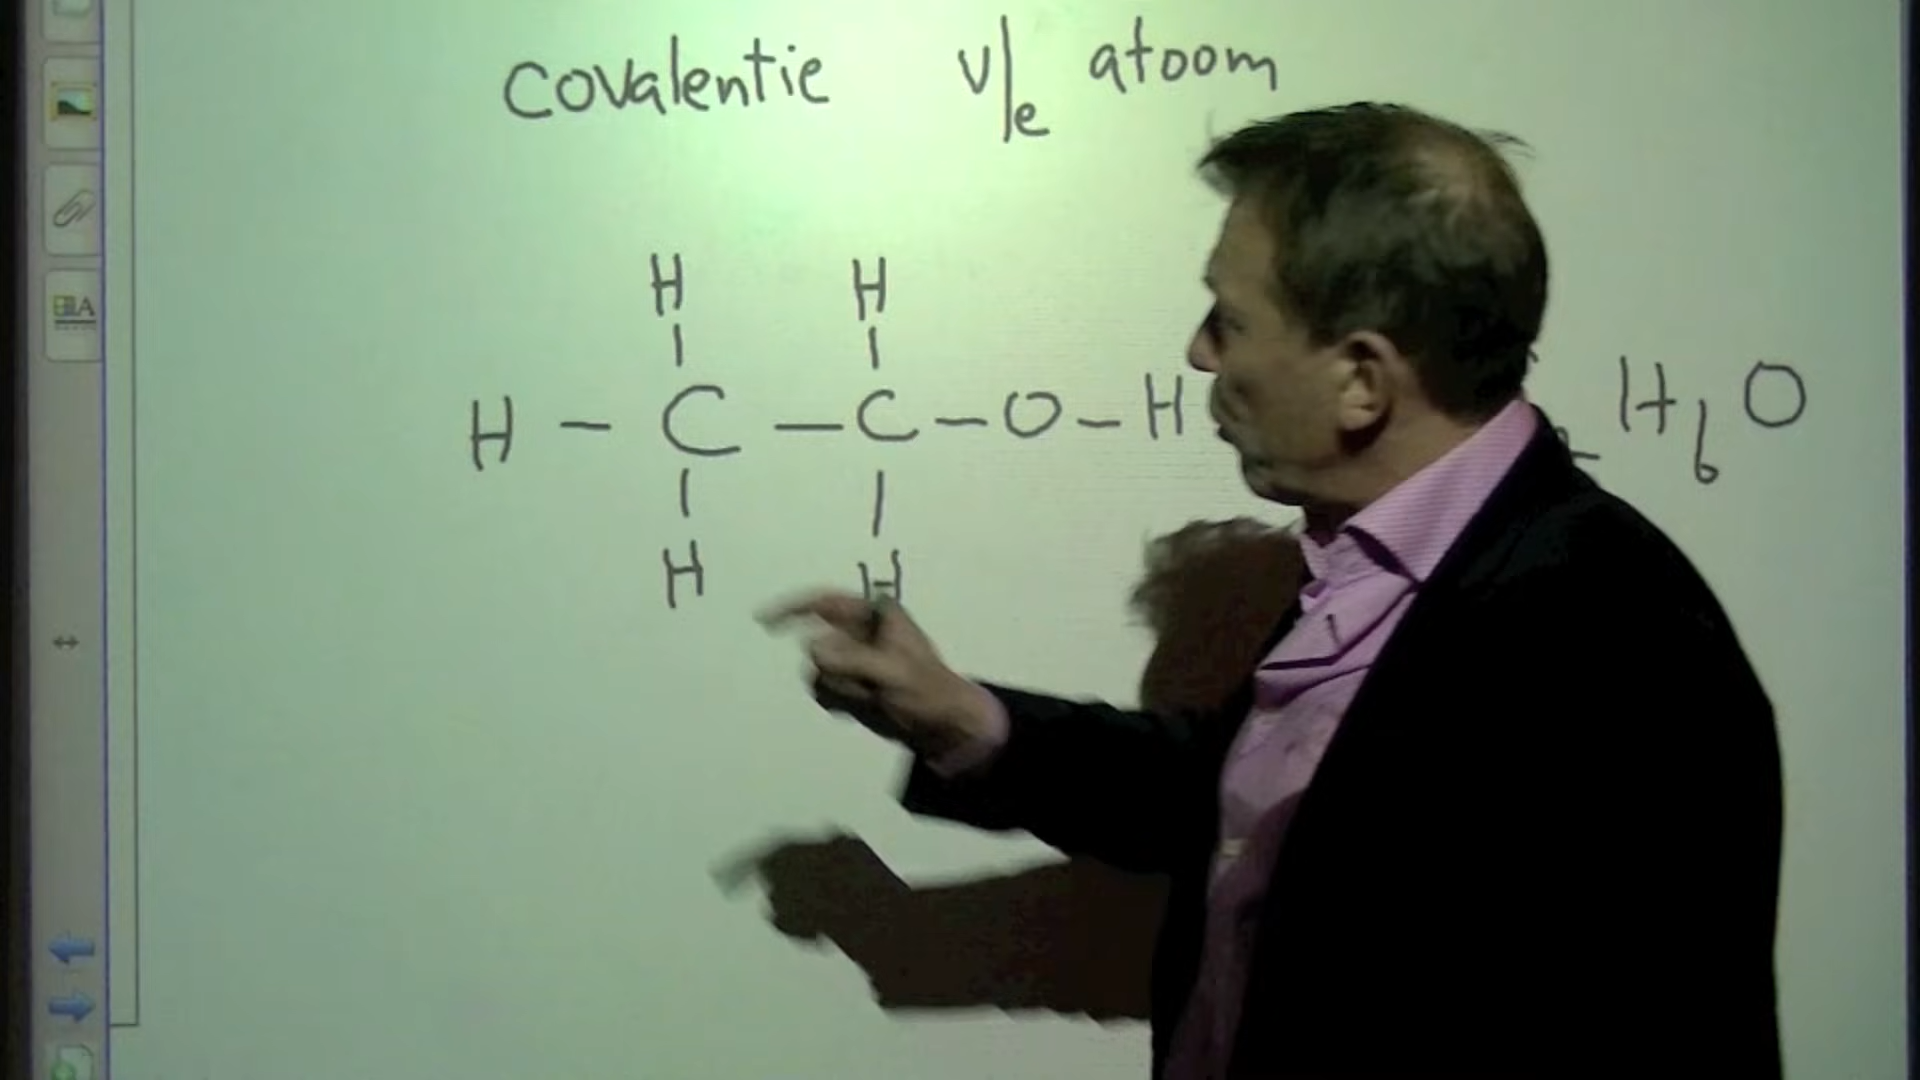 covalentie v/e atoom
H H
H - C - C - O - H H6O
H H